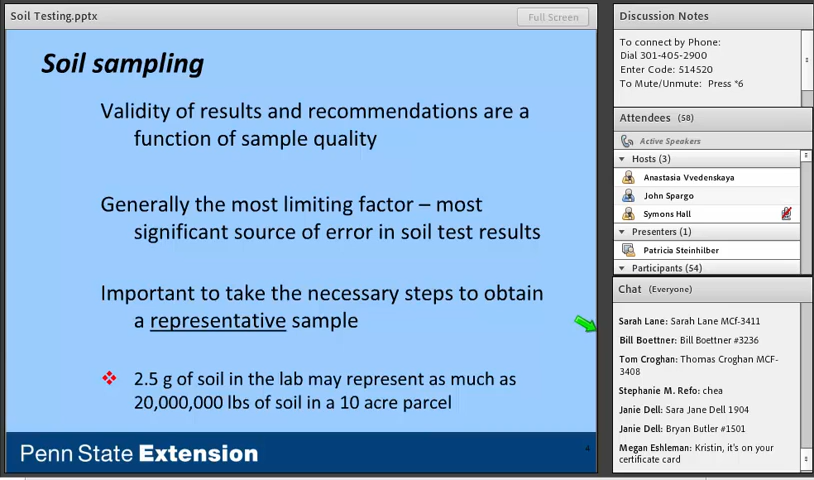 Soil Testing.pptx
Full Screen
Soil sampling
Validity of results and recommendations are a
function of sample quality
Generally the most limiting factor – most
significant source of error in soil test results
Important to take the necessary steps to obtain
a representative sample
2.5 g of soil in the lab may represent as much as
20,000,000 lbs of soil in a 10 acre parcel
4
Penn State Extension
Discussion Notes
To connect by Phone:
Dial 301-405-2900
Enter Code: 514520
To Mute/Unmute: Press *6
Attendees (58)
Active Speakers
Hosts (3)
Anastasia Vvedenskaya
John Spargo
Symons Hall
Presenters (1)
Patricia Steinhilber
Participants (54)
Chat (Everyone)
Sarah Lane: Sarah Lane MCf-3411
Bill Boettner: Bill Boettner #3236
Tom Croghan: Thomas Croghan MCF-
3408
Stephanie M. Refo: chea
Janie Dell: Sara Jane Dell 1904
Janie Dell: Bryan Butler #1501
Megan Eshleman: Kristin, it's on your
certificate card